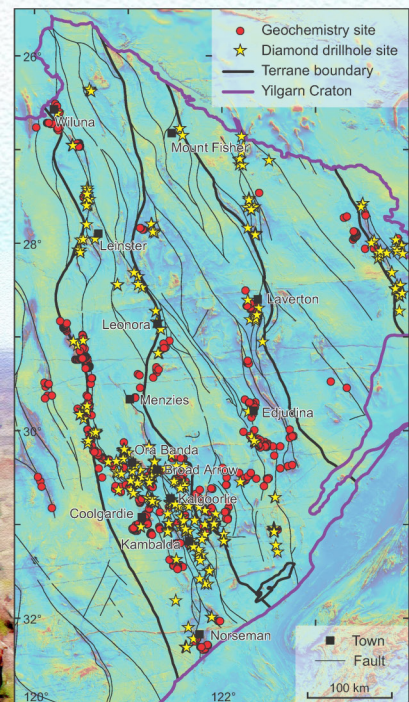 Geochemistry site
Diamond drillhole site
Terrane boundary
Yilgarn Craton
26°
Wiluna
Mount Fisher
28°
Leinster
Laverton
Leonora
Menzies
Edjudina
30°
Ora Banda
Broad Arrow
Kalgoorlie
Coolgardie
Kambalda
32°
Norseman
Town
Fault
100 km
120°
122°